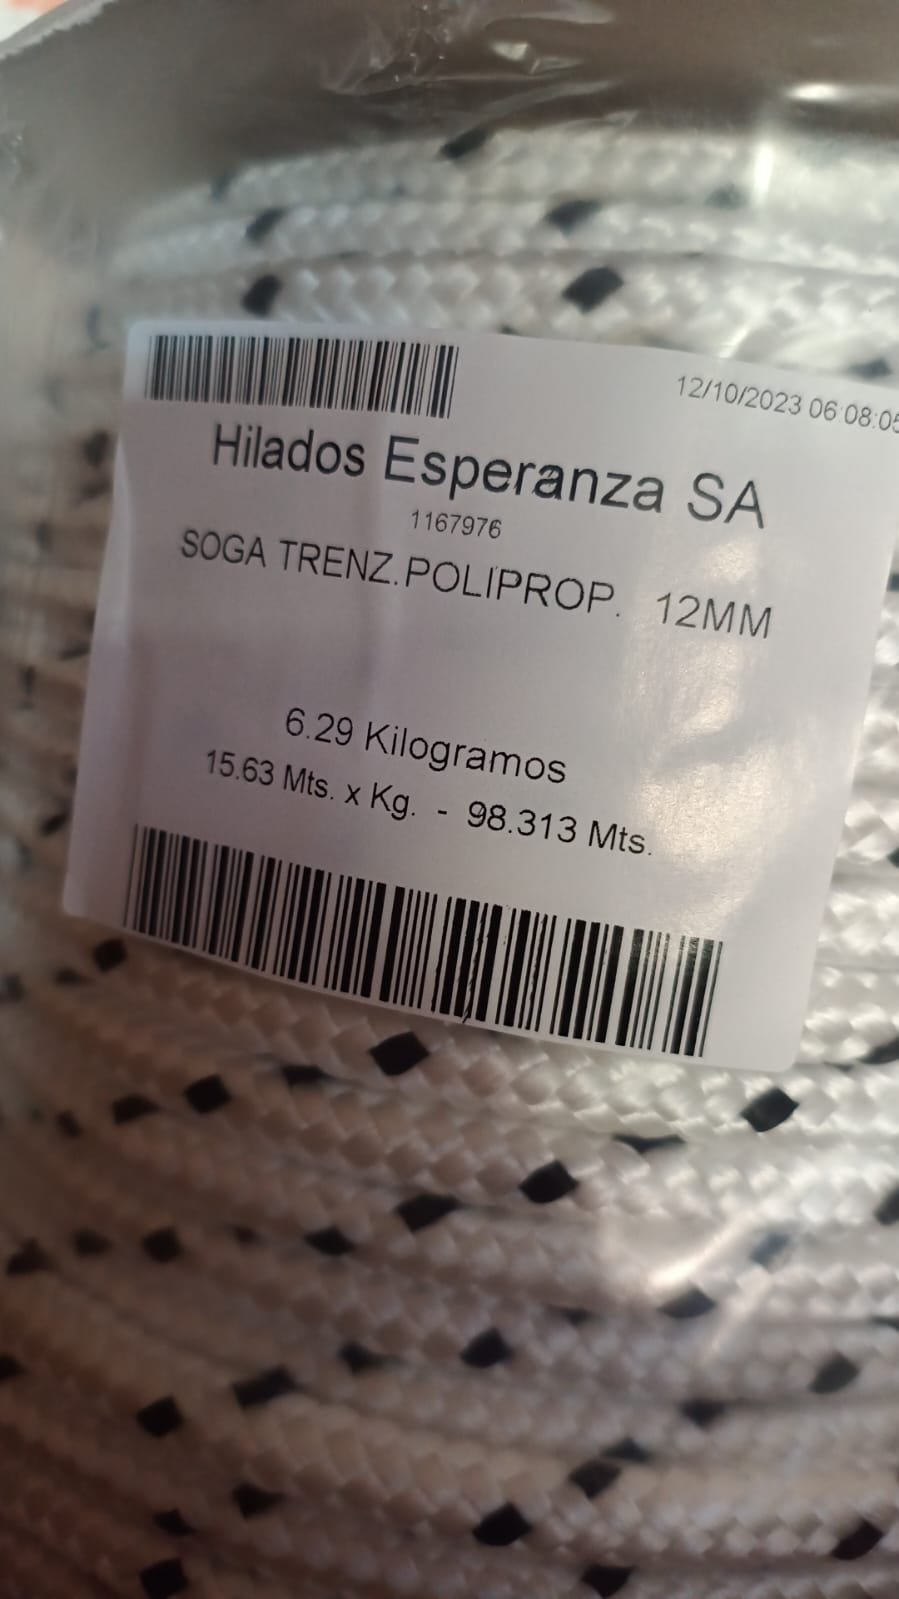 12/10/2023 06:08:05
Hilados Esperanza SA
1167976
SOGA TRENZ.POLIPROP. 12MM
6.29 Kilogramos
15.63 Mts. x Kg. - 98.313 Mts.